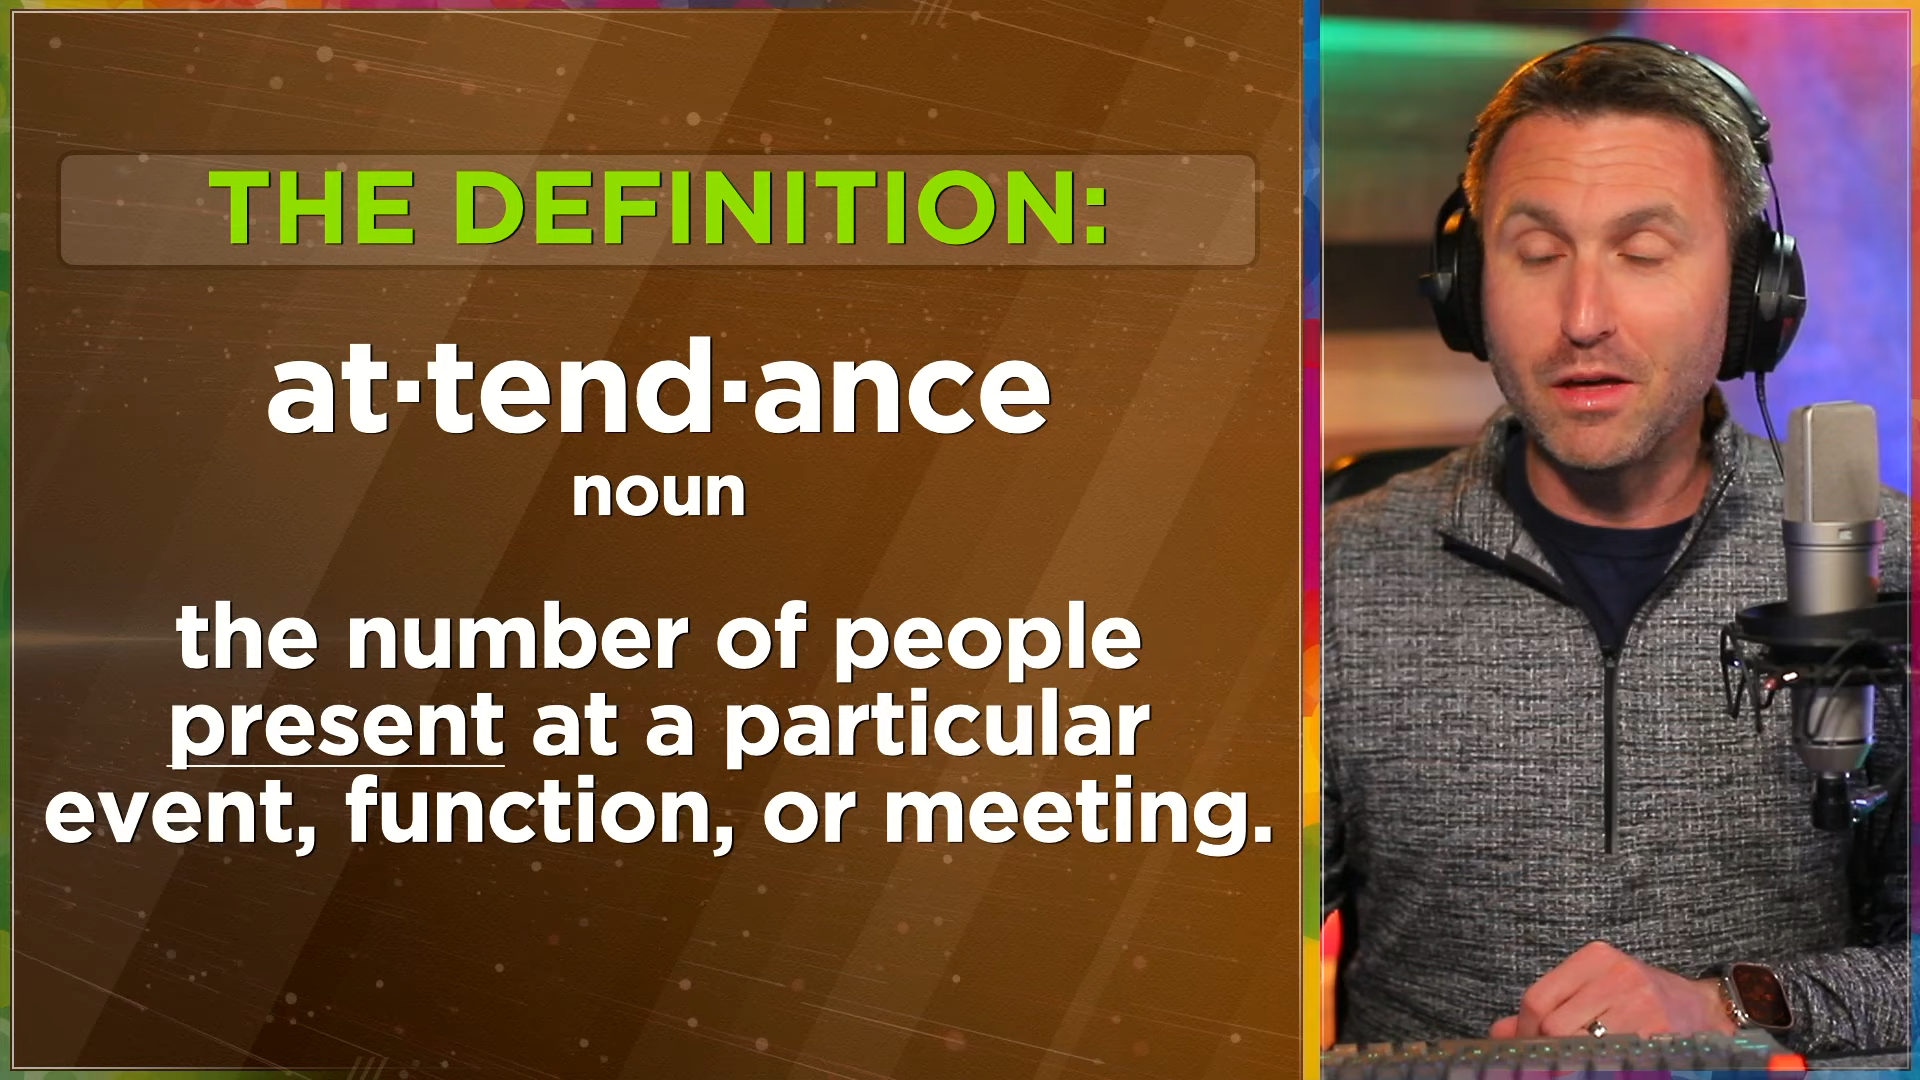 THE DEFINITION:
at·tend·ance
noun
the number of people
present at a particular
event, function, or meeting.